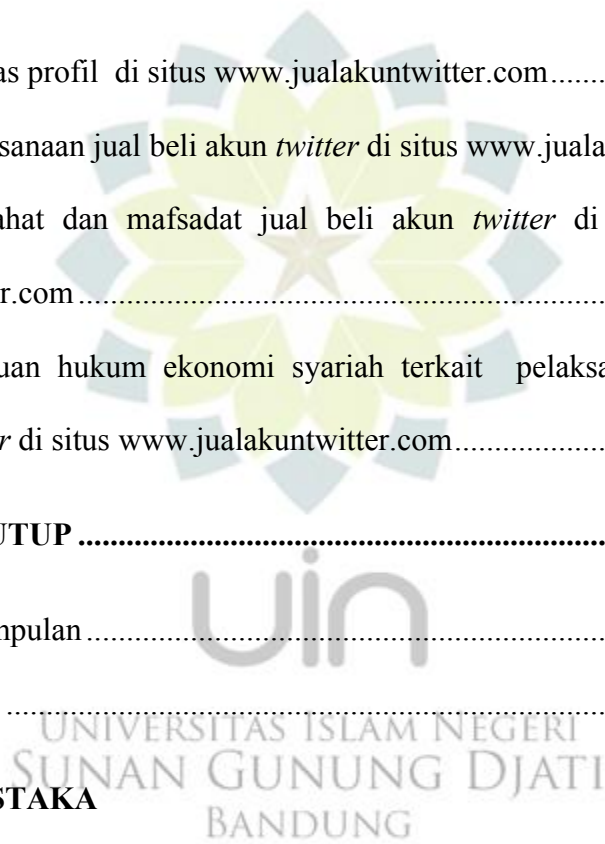 as profil di situs www.jualakuntwitter.com...........
sanaan jual beli akun twitter di situs www.juala
ahat dan mafsadat jual beli akun twitter di
r.com...........................................................................
uan hukum ekonomi syariah terkait pelaksa
r di situs www.jualakuntwitter.com......................
UTUP.................................................................
mpulan.........................................................................
.....................................................................................
uin
UNIVERSITAS ISLAM NEGERI
SUNAN GUNUNG DJATI
STAKA
BANDUNG